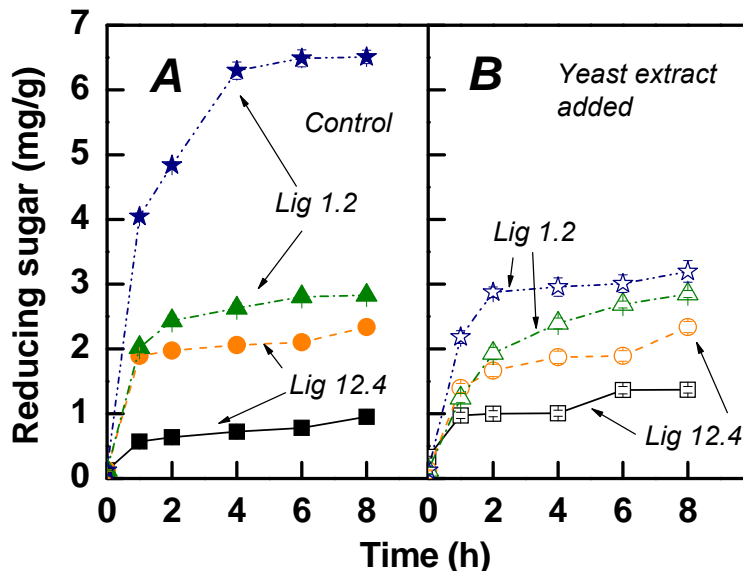 Reducing sugar (mg/g)
7
6
5
4
3
2
1
0
A
Control
Lig 1.2
Lig 12.4
B
Yeast extract
added
Lig 1.2
Lig 12.4
0 2 4 6 8 0 2 4 6 8
Time (h)